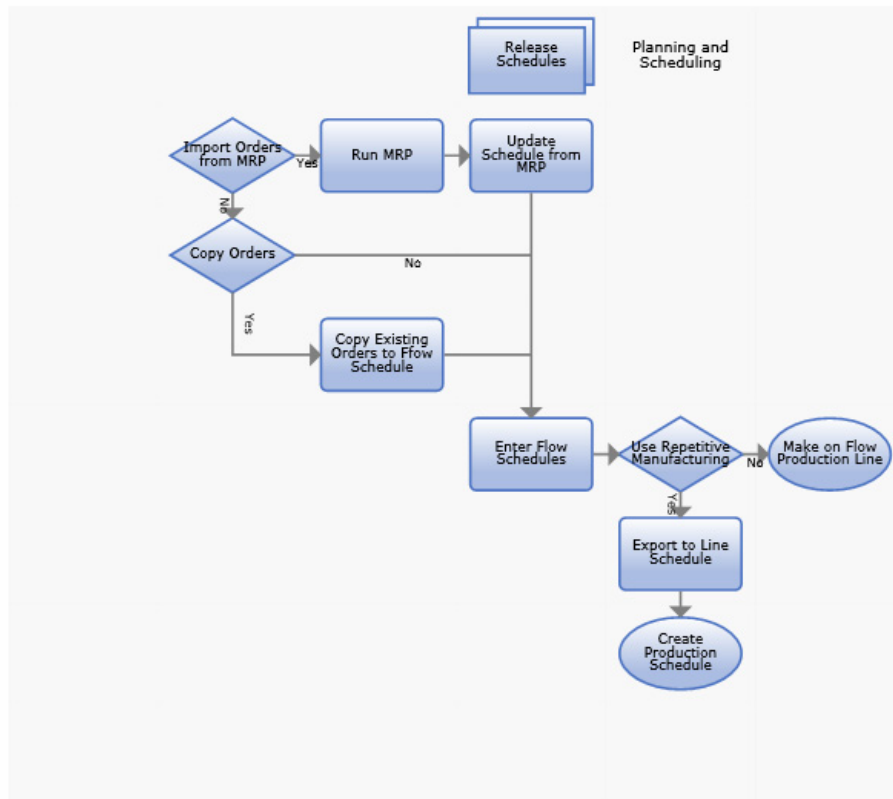 Release
Schedules
Planning and
Scheduling
Import Orders
from MRP
Yes
Run MRP
Update
Schedule from
MRP
No
Copy Orders
No
Yes
Copy Existing
Orders to Ffow
Schedule
Enter Flow
Schedules
Use Repetitive
Manufacturing
No
Make on Flow
Production Line
Yes
Export to Line
Schedule
Create
Production
Schedule